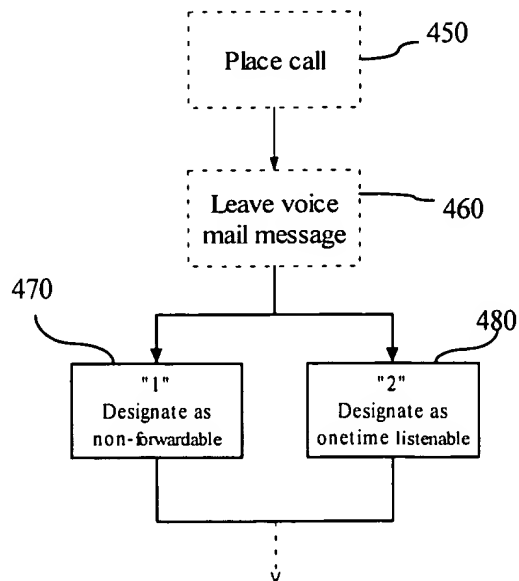 450
Place call
460
Leave voice
mail message
470
480
"1"
Designate as
non-forwardable
"2"
Designate as
onetime listenable